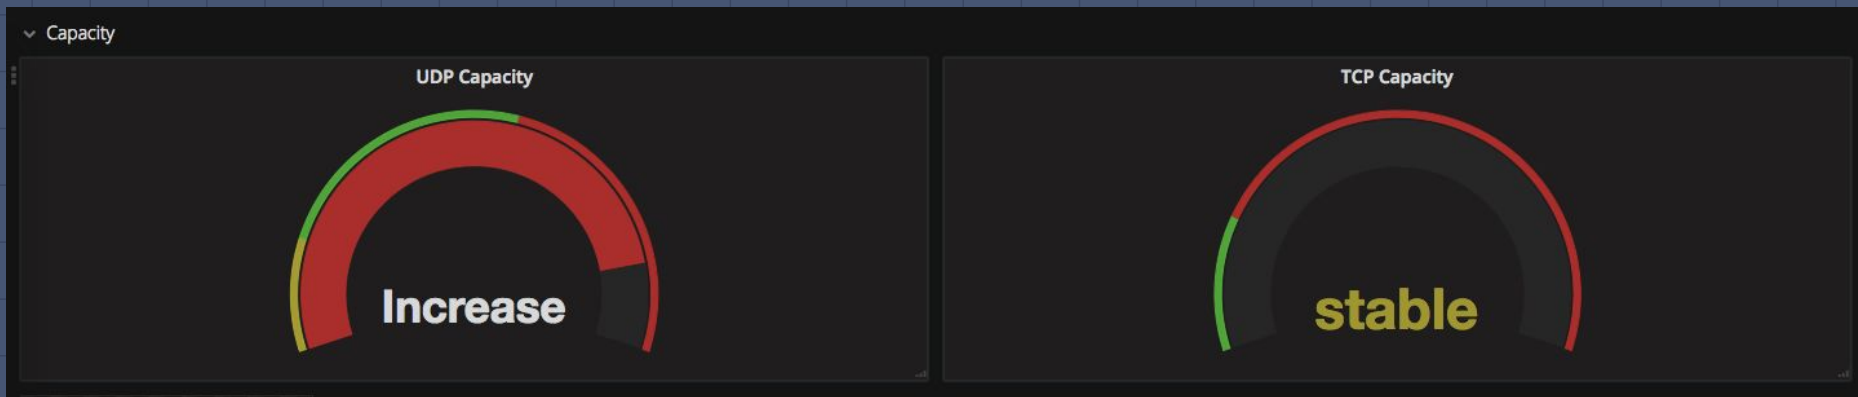 Capacity
UDP Capacity
TCP Capacity
Increase
stable